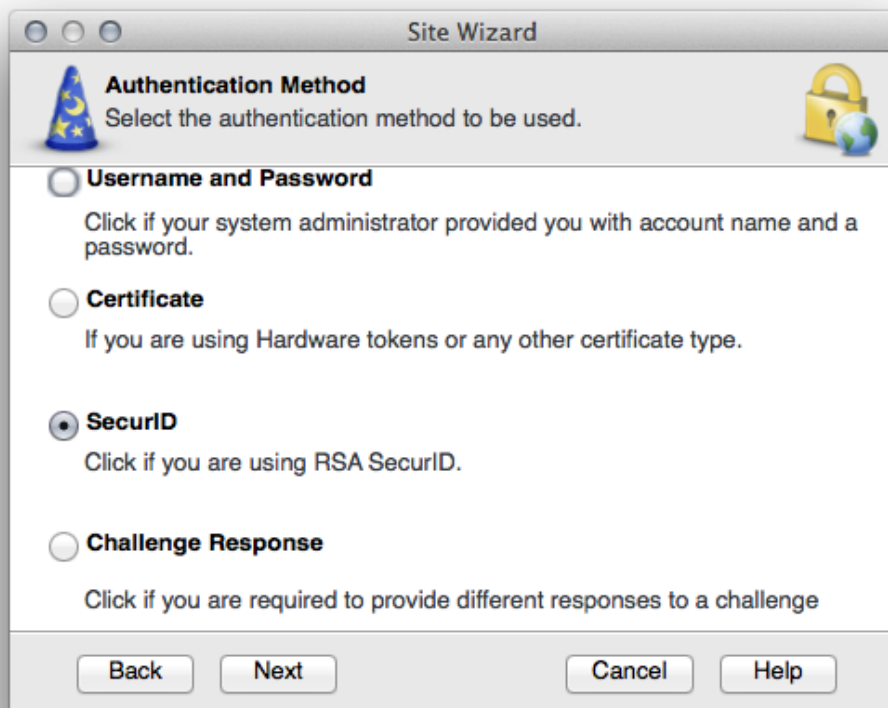 Site Wizard
Authentication Method
Select the authentication method to be used.
Username and Password
Click if your system administrator provided you with account name and a
password.
Certificate
If you are using Hardware tokens or any other certificate type.
SecurID
Click if you are using RSA SecurID.
Challenge Response
Click if you are required to provide different responses to a challenge
Back Next Cancel Help